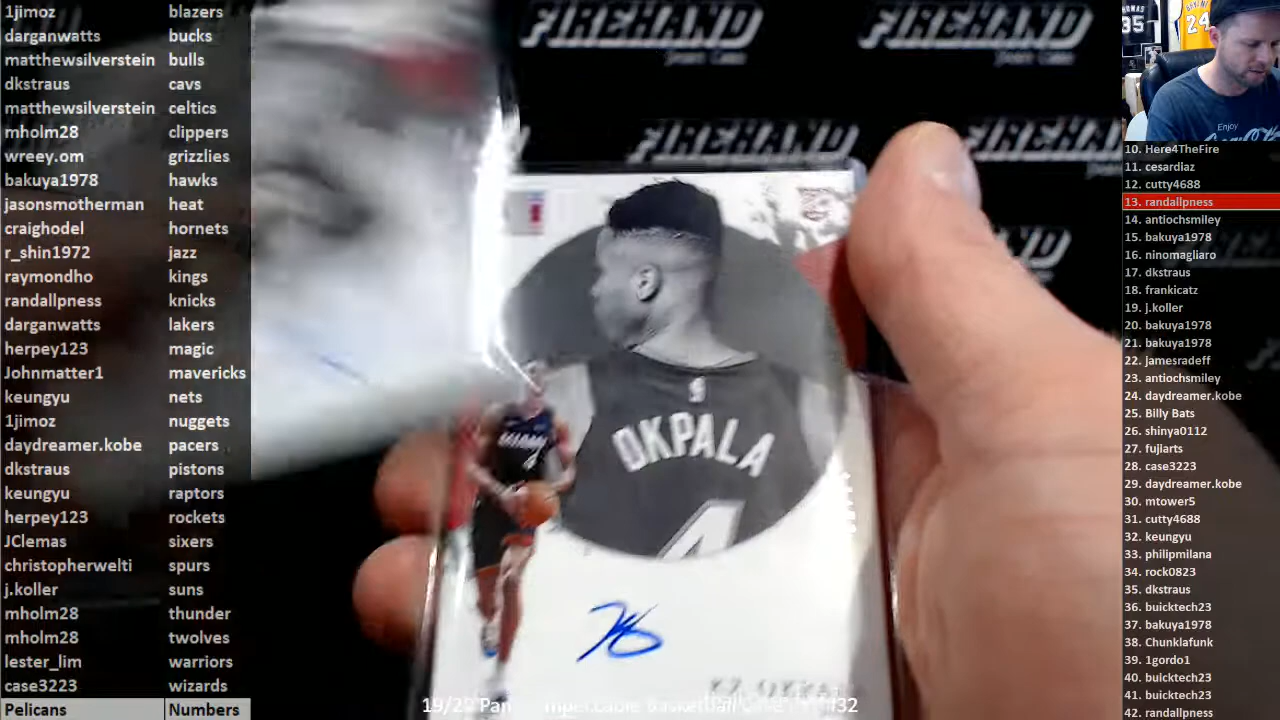 1jimoz blazers
darganwatts bucks
matthewsilverstein bulls
dkstraus cavs
matthewsilverstein celtics
mholm28 clippers
wreey.om grizzlies
bakuya1978 hawks
jasonsmotherman heat
craighodel hornets
r_shin1972 jazz
raymondho kings
randallpness knicks
darganwatts lakers
herpey123 magic
Johnmatter1 mavericks
keungyu nets
1jimoz nuggets
daydreamer.kobe pacers
dkstraus pistons
keungyu raptors
herpey123 rockets
JClemas sixers
christopherwelti spurs
j.koller suns
mholm28 thunder
mholm28 twolves
lester_lim warriors
case3223 wizards
Pelicans Numbers
FIREHAND
FIREHAND
FIREHAND
FIREHAND
OKPALA
4
MIAMI
19/20
Basketball
#32
35
24
Enjoy
10. Here4TheFire
11. cesardiaz
12. cutty4688
13. randallpness
14. antiochsmiley
15. bakuya1978
16. ninomagliaro
17. dkstraus
18. frankicatz
19. j.koller
20. bakuya1978
21. bakuya1978
22. jamesradeff
23. antiochsmiley
24. daydreamer.kobe
25. Billy Bats
26. shinya0112
27. fujiarts
28. case3223
29. daydreamer.kobe
30. mtower5
31. cutty4688
32. keungyu
33. philipmilana
34. rock0823
35. dkstraus
36. buicktech23
37. bakuya1978
38. Chunklafunk
39. 1gordo1
40. buicktech23
41. buicktech23
42. randallpness